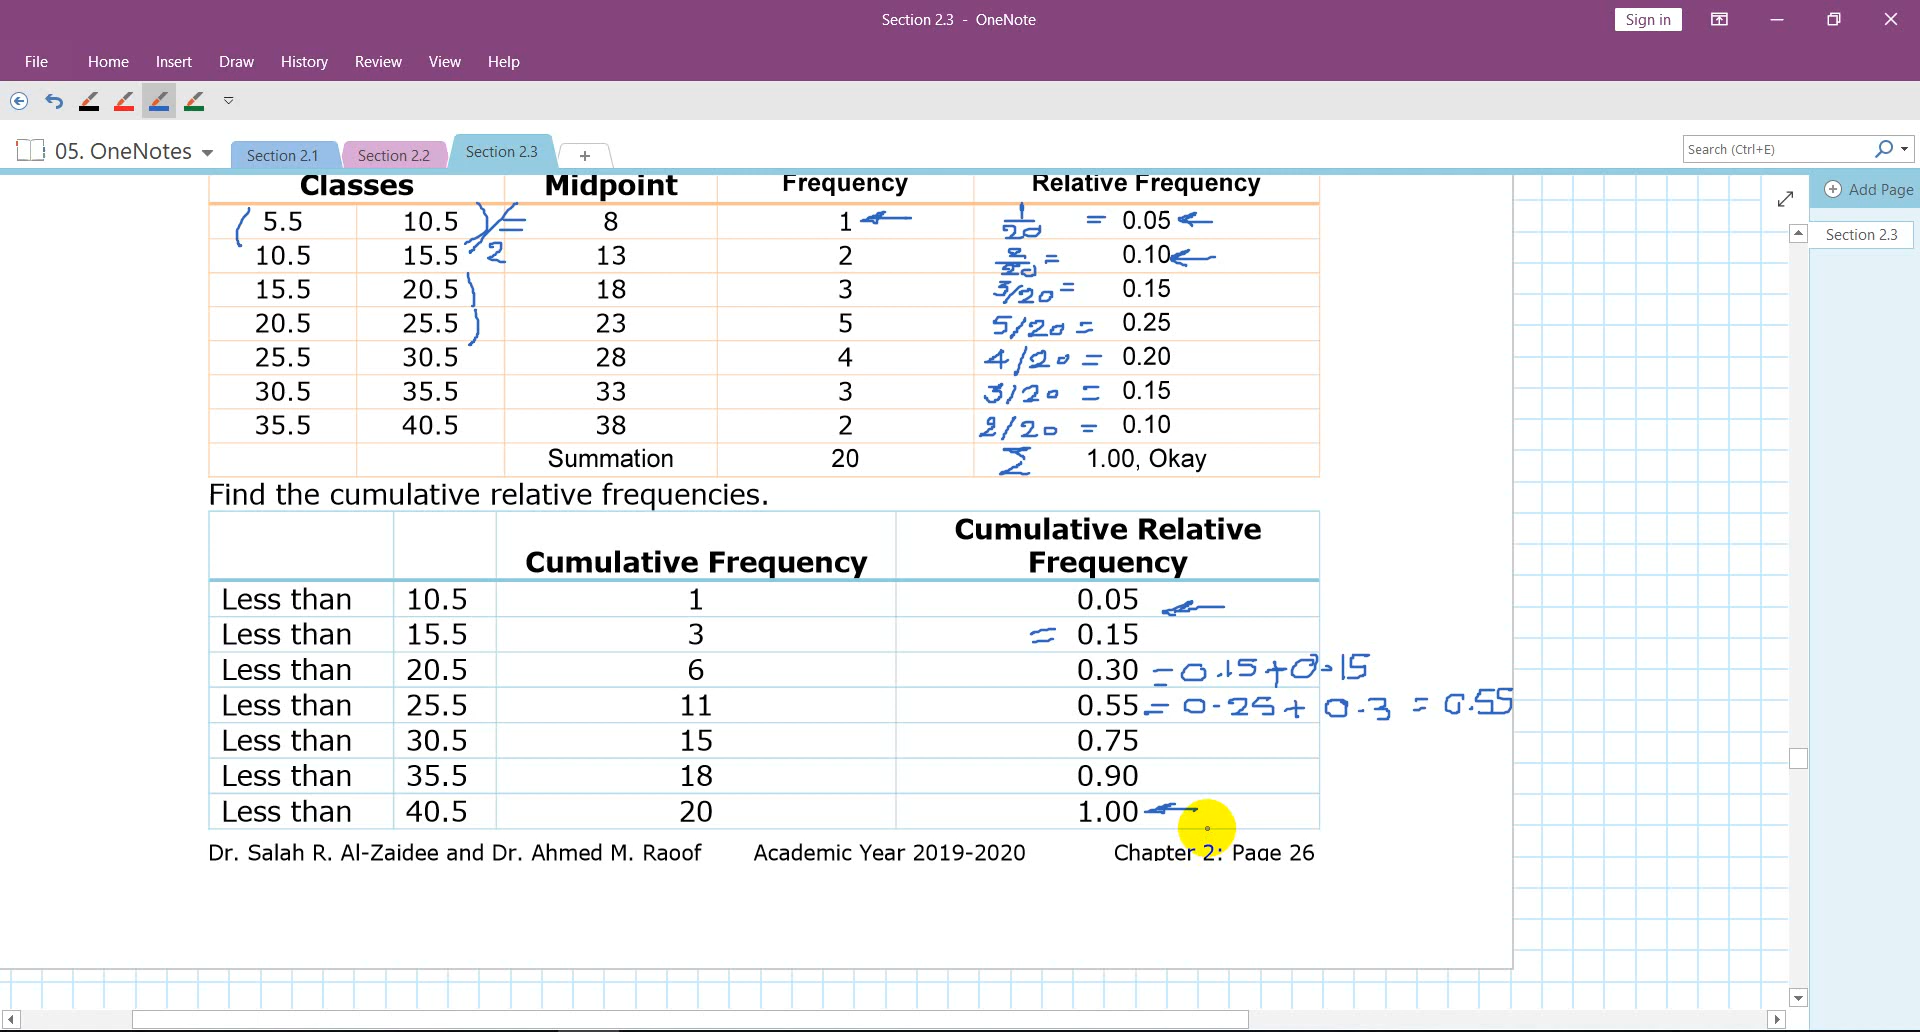 Section 2.3 - OneNote
Sign in
File Home Insert Draw History Review View Help
05. OneNotes
Section 2.1
Section 2.2
Section 2.3
+
Search (Ctrl+E)
Add Page
Section 2.3
Classes Midpoint Frequency Relative Frequency
( 5.5 10.5 )/2 = 8 1 1/20 = 0.05
10.5 15.5 13 2 2/20 = 0.10
15.5 20.5 ) 18 3 3/20 = 0.15
20.5 25.5 ) 23 5 5/20 = 0.25
25.5 30.5 28 4 4/20 = 0.20
30.5 35.5 33 3 3/20 = 0.15
35.5 40.5 38 2 2/20 = 0.10
Summation 20 Σ 1.00, Okay
Find the cumulative relative frequencies.
Cumulative Frequency Cumulative Relative Frequency
Less than 10.5 1 0.05
Less than 15.5 3 = 0.15
Less than 20.5 6 0.30 = 0.15 + 0.15
Less than 25.5 11 0.55 = 0.25 + 0.3 = 0.55
Less than 30.5 15 0.75
Less than 35.5 18 0.90
Less than 40.5 20 1.00
Dr. Salah R. Al-Zaidee and Dr. Ahmed M. Raoof Academic Year 2019-2020 Chapter 2: Page 26